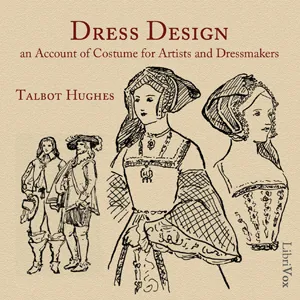 DRESS DESIGN
an Account of Costume for Artists and Dressmakers
TALBOT HUGHES
LibriVox